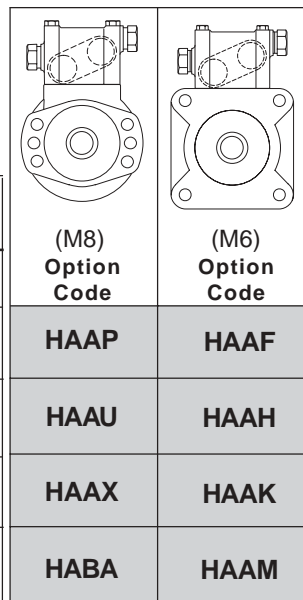 (M8)
Option
Code
(M6)
Option
Code
HAAP HAAF
HAAU HAAH
HAAX HAAK
HABA HAAM